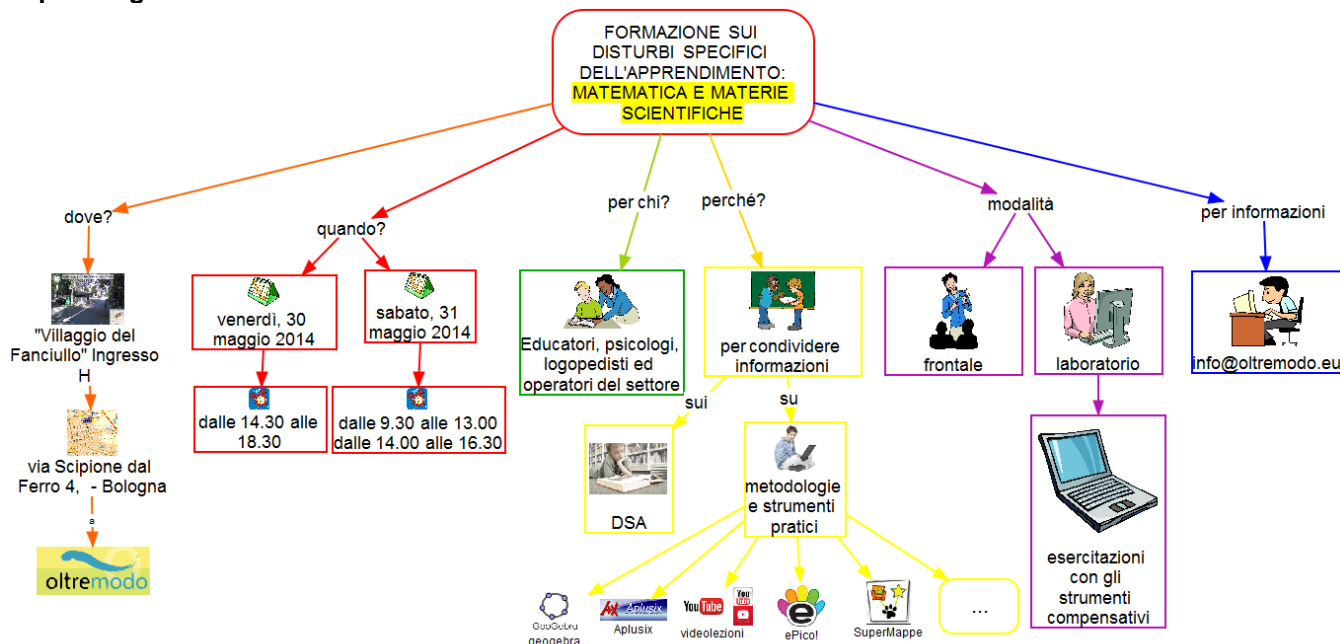 FORMAZIONE SUI
DISTURBI SPECIFICI
DELL'APPRENDIMENTO:
MATEMATICA E MATERIE
SCIENTIFICHE
dove?
"Villaggio del
Fanciullo" Ingresso
H
via Scipione dal
Ferro 4, - Bologna
a
oltremodo
quando?
venerdì, 30
maggio 2014
dalle 14.30 alle
18.30
sabato, 31
maggio 2014
dalle 9.30 alle 13.00
dalle 14.00 alle 16.30
per chi?
Educatori, psicologi,
logopedisti ed
operatori del settore
perché?
per condividere
informazioni
sui
DSA
su
metodologie
e strumenti
pratici
GeoGebra
geogebra
Aplusix
Aplusix
YouTube
You
videolezioni
e
ePico!
SuperMappe
...
modalità
frontale
laboratorio
esercitazioni
con gli
strumenti
compensativi
per informazioni
info@oltremodo.eu